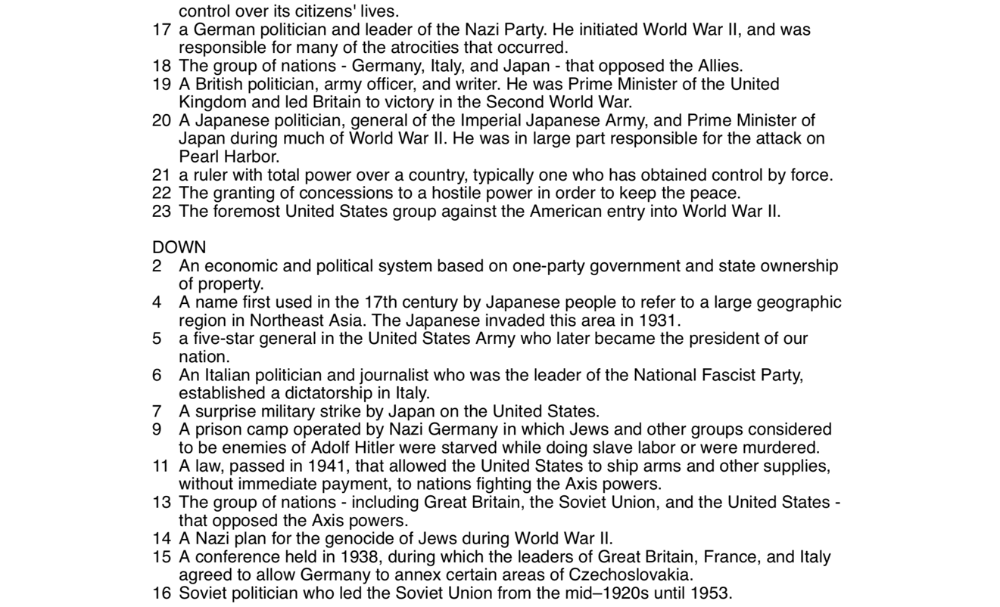 control over its citizens' lives.
17 a German politician and leader of the Nazi Party. He initiated World War II, and was
responsible for many of the atrocities that occurred.
18 The group of nations - Germany, Italy, and Japan - that opposed the Allies.
19 A British politician, army officer, and writer. He was Prime Minister of the United
Kingdom and led Britain to victory in the Second World War.
20 A Japanese politician, general of the Imperial Japanese Army, and Prime Minister of
Japan during much of World War II. He was in large part responsible for the attack on
Pearl Harbor.
21 a ruler with total power over a country, typically one who has obtained control by force.
22 The granting of concessions to a hostile power in order to keep the peace.
23 The foremost United States group against the American entry into World War II.
DOWN
2 An economic and political system based on one-party government and state ownership
of property.
4 A name first used in the 17th century by Japanese people to refer to a large geographic
region in Northeast Asia. The Japanese invaded this area in 1931.
5 a five-star general in the United States Army who later became the president of our
nation.
6 An Italian politician and journalist who was the leader of the National Fascist Party,
established a dictatorship in Italy.
7 A surprise military strike by Japan on the United States.
9 A prison camp operated by Nazi Germany in which Jews and other groups considered
to be enemies of Adolf Hitler were starved while doing slave labor or were murdered.
11 A law, passed in 1941, that allowed the United States to ship arms and other supplies,
without immediate payment, to nations fighting the Axis powers.
13 The group of nations - including Great Britain, the Soviet Union, and the United States -
that opposed the Axis powers.
14 A Nazi plan for the genocide of Jews during World War II.
15 A conference held in 1938, during which the leaders of Great Britain, France, and Italy
agreed to allow Germany to annex certain areas of Czechoslovakia.
16 Soviet politician who led the Soviet Union from the mid–1920s until 1953.